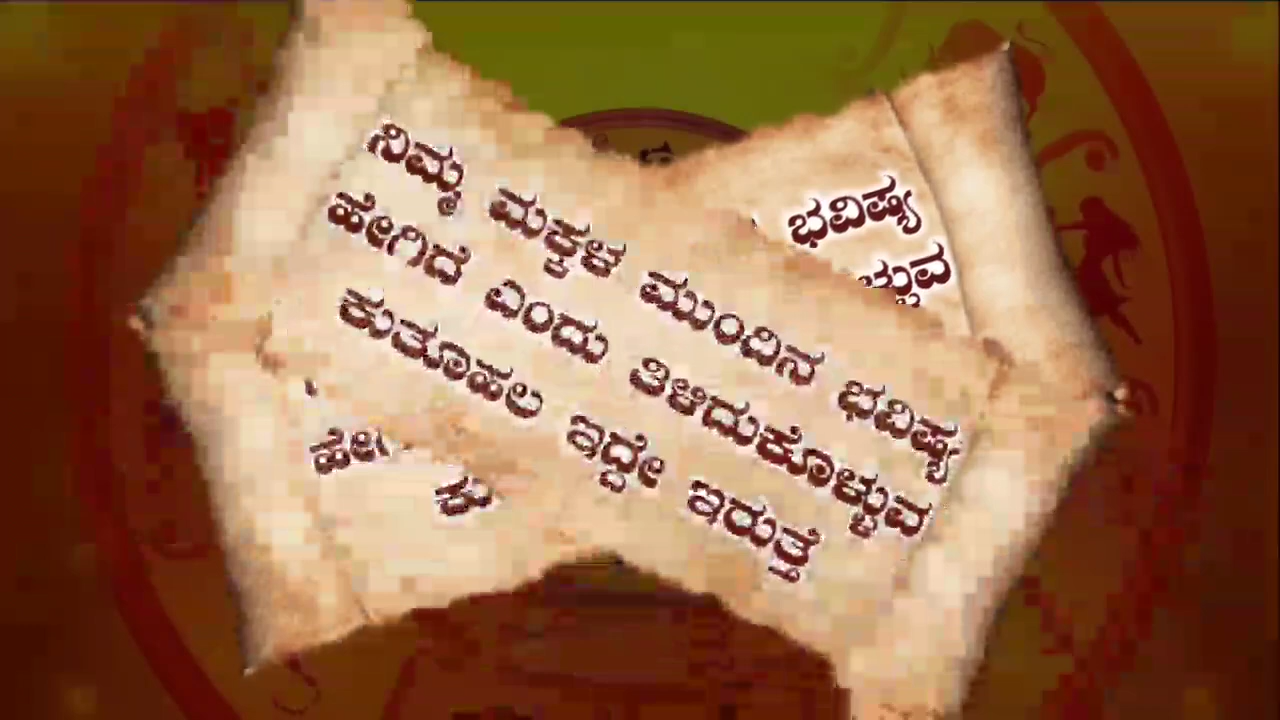 ನಿಮ್ಮ ಮಕ್ಕಳ ಮುಂದಿನ ಭವಿಷ್ಯ
ಹೇಗಿದೆ ಎಂದು ತಿಳಿದುಕೊಳ್ಳುವ
ಕುತೂಹಲ ಇದ್ದೇ ಇರುತ್ತೆ
ಭವಿಷ್ಯ